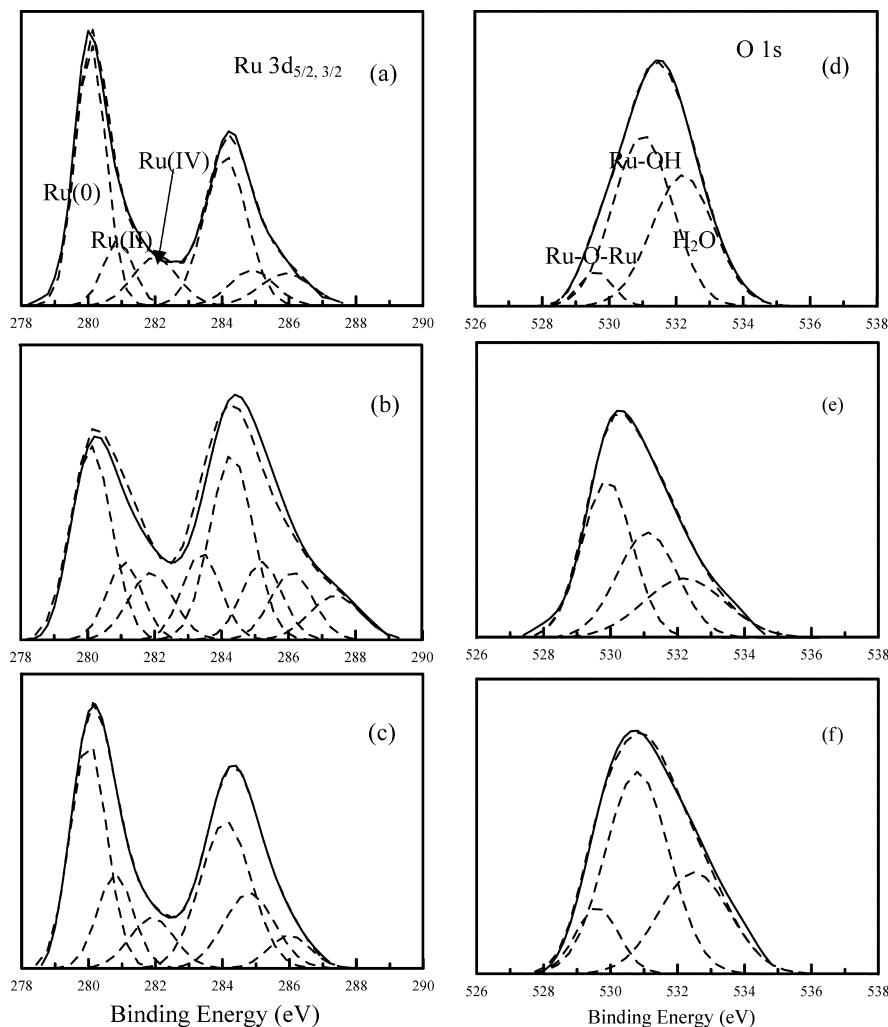 Ru 3d5/2, 3/2
(a)
Ru(IV)
Ru(0)
Ru(II)
278 280 282 284 286 288 290
O 1s
(d)
Ru-OH
H2O
Ru-O-Ru
526 528 530 532 534 536 538
(b)
278 280 282 284 286 288 290
(e)
526 528 530 532 534 536 538
(c)
278 280 282 284 286 288 290
Binding Energy (eV)
(f)
526 528 530 532 534 536 538
Binding Energy (eV)